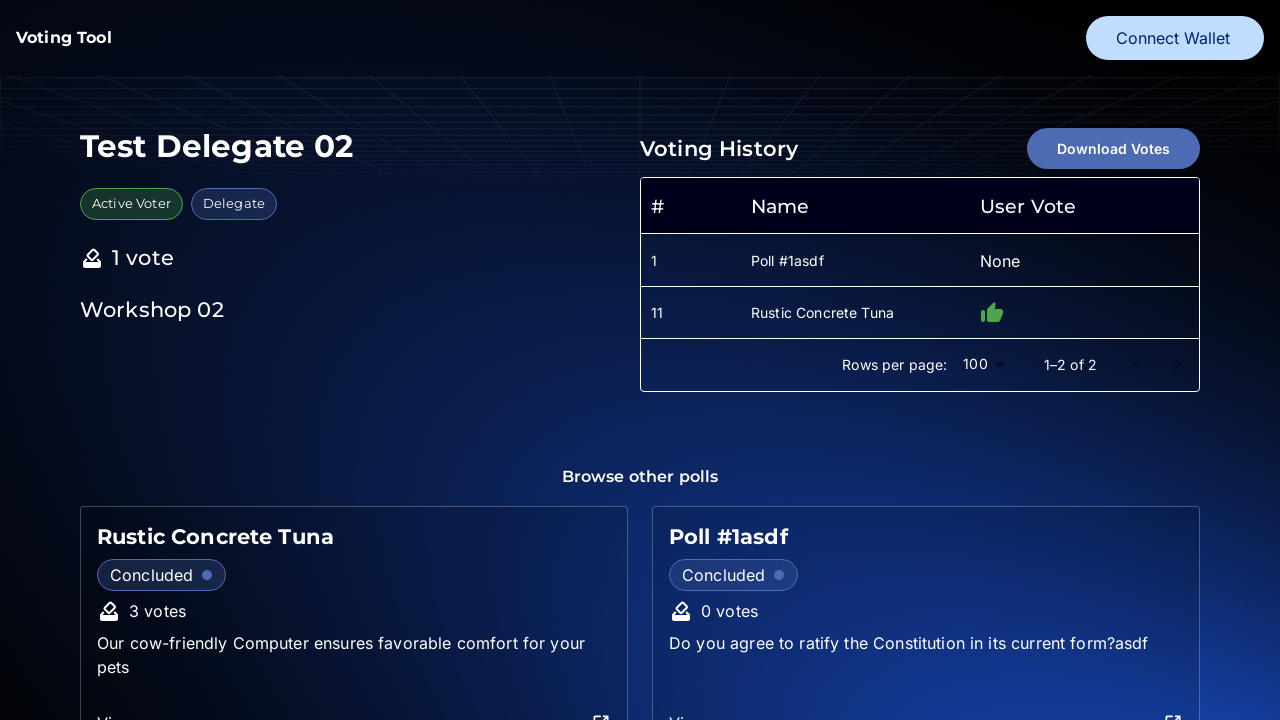 Voting Tool
Connect Wallet
Test Delegate 02
Active Voter
Delegate
1 vote
Workshop 02
Voting History
Download Votes
# Name User Vote
1 Poll #1asdf None
11 Rustic Concrete Tuna
Rows per page: 100 1–2 of 2
Browse other polls
Rustic Concrete Tuna
Concluded
3 votes
Our cow-friendly Computer ensures favorable comfort for your
pets
Poll #1asdf
Concluded
0 votes
Do you agree to ratify the Constitution in its current form?asdf